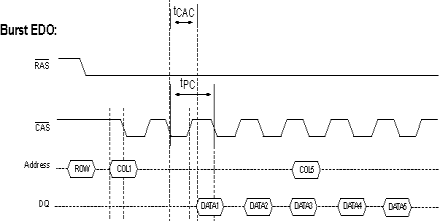 tCAC
Burst EDO:
RAS
tPC
CAS
Address ROW COL1 COL5
DQ DATA1 DATA2 DATA3 DATA4 DATA5